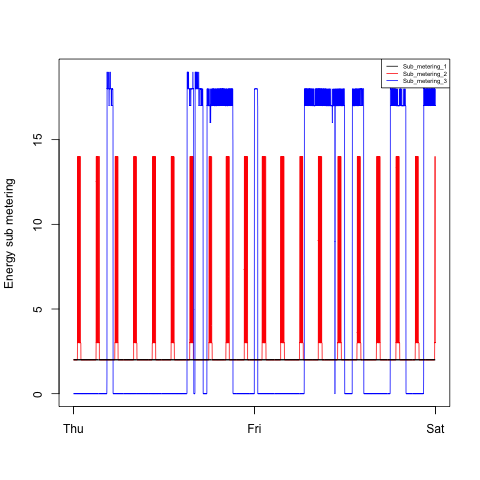 Sub_metering_1
Sub_metering_2
Sub_metering_3
Energy sub metering
15
10
5
0
Thu Fri Sat